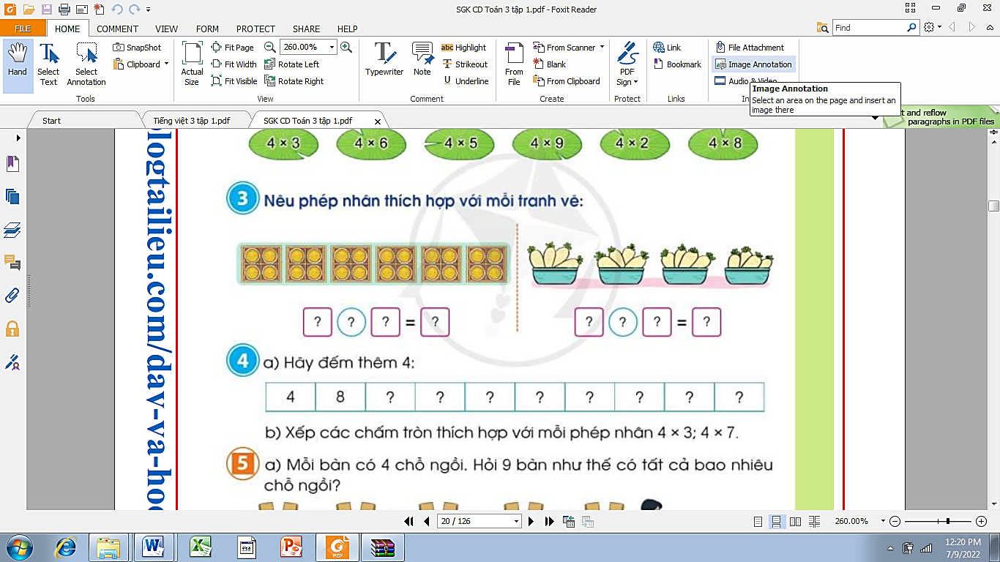 SGK CD Toán 3 tập 1.pdf - Foxit Reader
FILE HOME COMMENT VIEW FORM PROTECT SHARE HELP Find
Hand
Select Text
Select Annotation
SnapShot
Clipboard
Tools
Actual Size
Fit Page
Fit Width
Fit Visible
260.00%
Rotate Left
Rotate Right
View
Typewriter
Note
abc Highlight
T Strikeout
U Underline
Comment
From File
From Scanner
Blank
From Clipboard
Create
PDF Sign
Protect
Link
Bookmark
Links
File Attachment
Image Annotation
Audio & Video
In
Image Annotation
Select an area on the page and insert an
image there
Start Tiếng việt 3 tập 1.pdf SGK CD Toán 3 tập 1.pdf
t and reflow
paragraphs in PDF files
logtailieu.com/day-va-hoc
4 × 3 4 × 6 4 × 5 4 × 9 4 × 2 4 × 8
3 Nêu phép nhân thích hợp với mỗi tranh vẽ:
? ? ? = ? ? ? ? = ?
4 a) Hãy đếm thêm 4:
4 8 ? ? ? ? ? ? ? ?
b) Xếp các chấm tròn thích hợp với mỗi phép nhân 4 × 3; 4 × 7.
5 a) Mỗi bàn có 4 chỗ ngồi. Hỏi 9 bàn như thế có tất cả bao nhiêu
chỗ ngồi?
20 / 126 260.00%
PDF
12:20 PM
7/9/2022